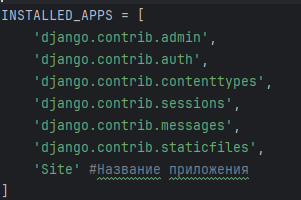 INSTALLED_APPS = [
    'django.contrib.admin',
    'django.contrib.auth',
    'django.contrib.contenttypes',
    'django.contrib.sessions',
    'django.contrib.messages',
    'django.contrib.staticfiles',
    'Site' #Название приложения
]